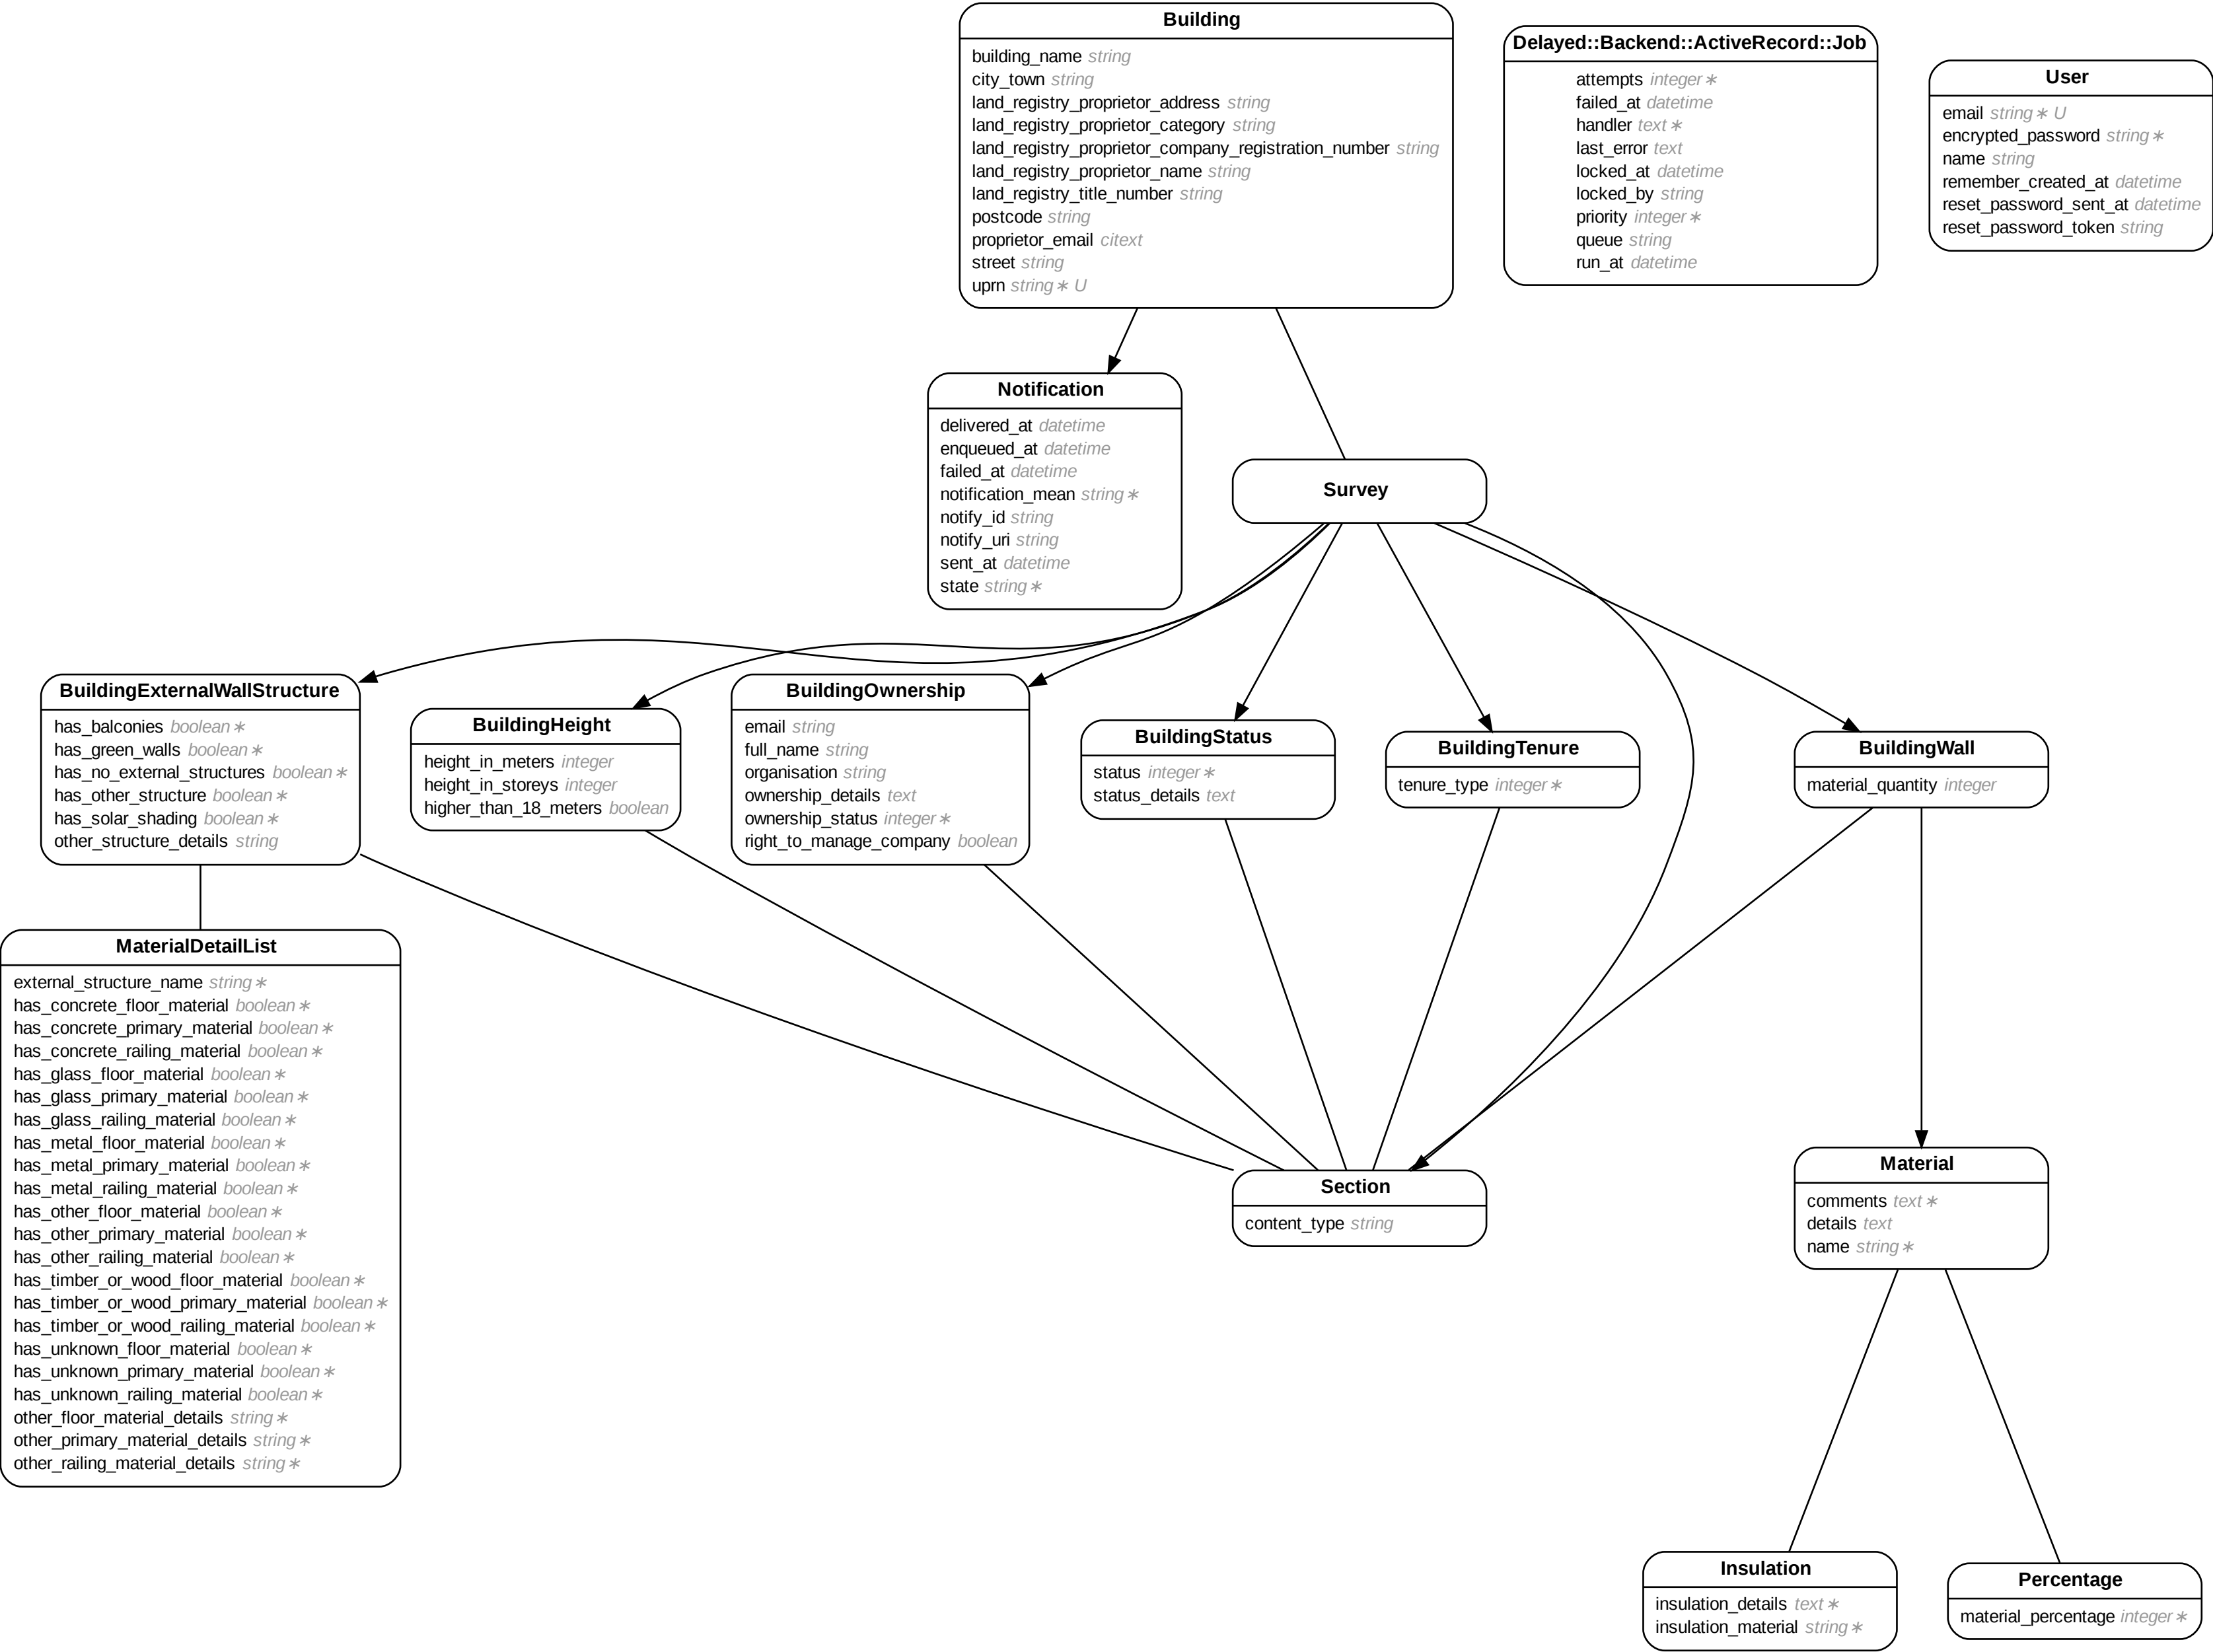 Building
building_name string
city_town string
land_registry_proprietor_address string
land_registry_proprietor_category string
land_registry_proprietor_company_registration_number string
land_registry_proprietor_name string
land_registry_title_number string
postcode string
proprietor_email citext
street string
uprn string∗ U
Delayed::Backend::ActiveRecord::Job
attempts integer∗
failed_at datetime
handler text∗
last_error text
locked_at datetime
locked_by string
priority integer∗
queue string
run_at datetime
User
email string∗ U
encrypted_password string∗
name string
remember_created_at datetime
reset_password_sent_at datetime
reset_password_token string
Notification
delivered_at datetime
enqueued_at datetime
failed_at datetime
notification_mean string∗
notify_id string
notify_uri string
sent_at datetime
state string∗
Survey
BuildingExternalWallStructure
has_balconies boolean∗
has_green_walls boolean∗
has_no_external_structures boolean∗
has_other_structure boolean∗
has_solar_shading boolean∗
other_structure_details string
BuildingHeight
height_in_meters integer
height_in_storeys integer
higher_than_18_meters boolean
BuildingOwnership
email string
full_name string
organisation string
ownership_details text
ownership_status integer∗
right_to_manage_company boolean
BuildingStatus
status integer∗
status_details text
BuildingTenure
tenure_type integer∗
BuildingWall
material_quantity integer
MaterialDetailList
external_structure_name string∗
has_concrete_floor_material boolean∗
has_concrete_primary_material boolean∗
has_concrete_railing_material boolean∗
has_glass_floor_material boolean∗
has_glass_primary_material boolean∗
has_glass_railing_material boolean∗
has_metal_floor_material boolean∗
has_metal_primary_material boolean∗
has_metal_railing_material boolean∗
has_other_floor_material boolean∗
has_other_primary_material boolean∗
has_other_railing_material boolean∗
has_timber_or_wood_floor_material boolean∗
has_timber_or_wood_primary_material boolean∗
has_timber_or_wood_railing_material boolean∗
has_unknown_floor_material boolean∗
has_unknown_primary_material boolean∗
has_unknown_railing_material boolean∗
other_floor_material_details string∗
other_primary_material_details string∗
other_railing_material_details string∗
Section
content_type string
Material
comments text∗
details text
name string∗
Insulation
insulation_details text∗
insulation_material string∗
Percentage
material_percentage integer∗